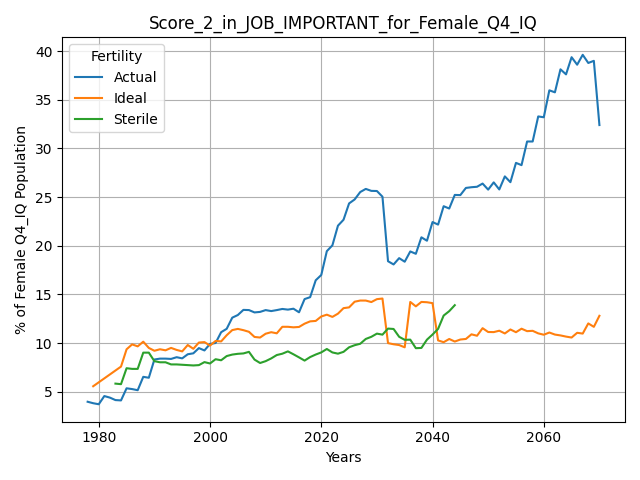 Score_2_in_JOB_IMPORTANT_for_Female_Q4_IQ
% of Female Q4_IQ Population
40
35
30
25
20
15
10
5
Fertility
Actual
Ideal
Sterile
1980
2000
2020
2040
2060
Years